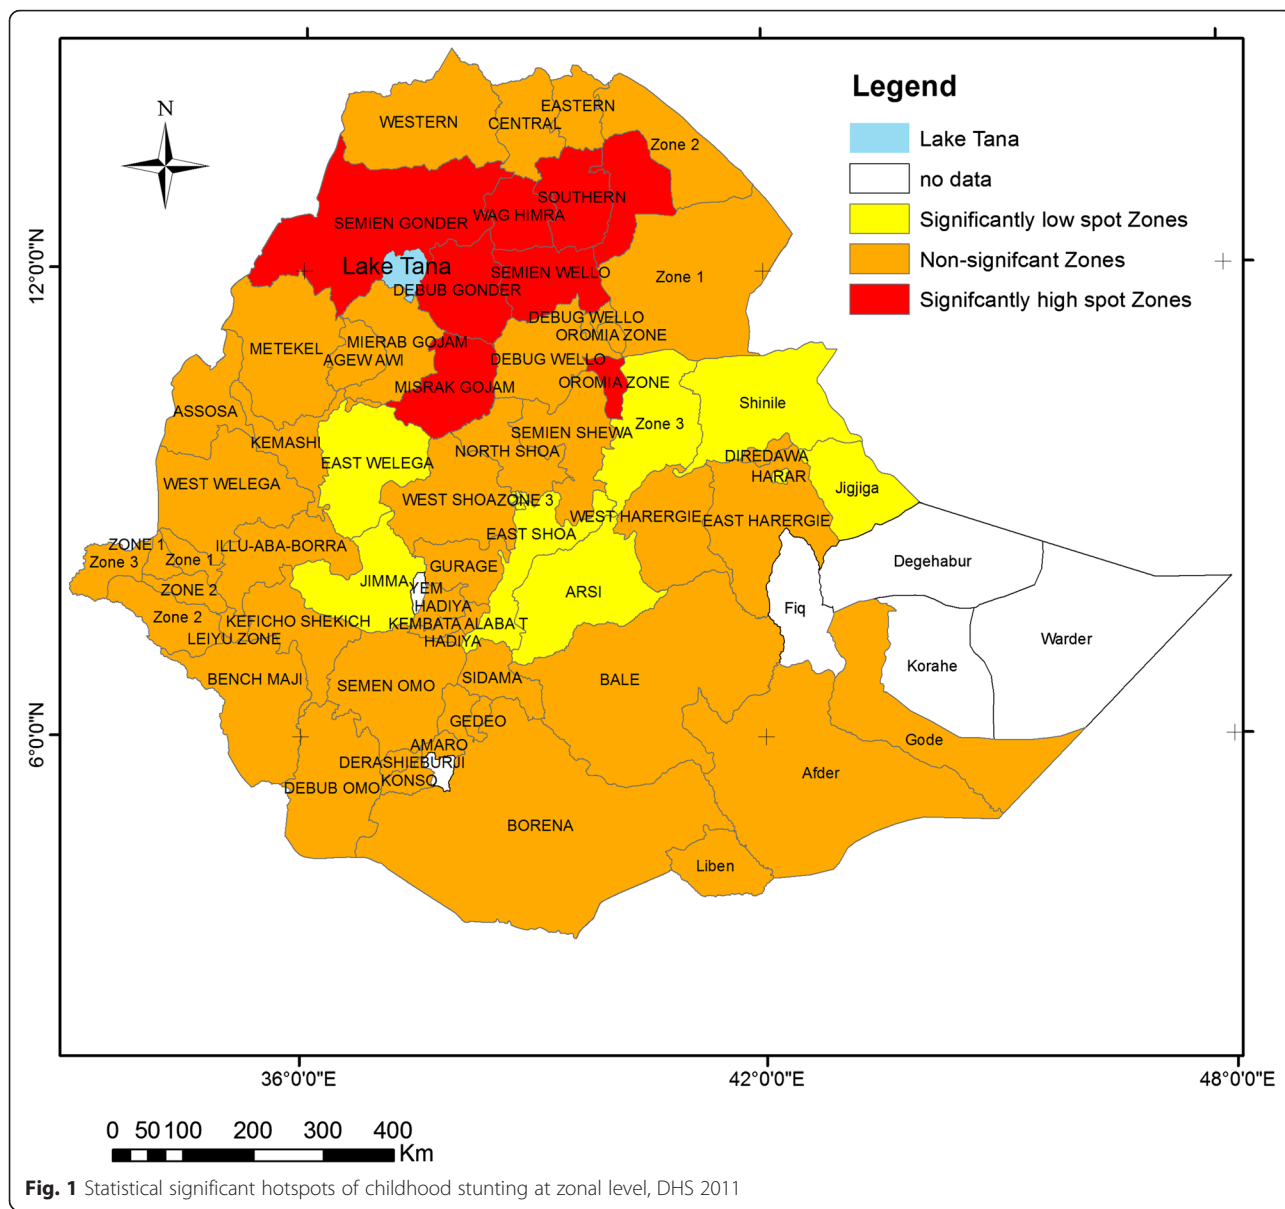 N
Legend
Lake Tana
no data
Significantly low spot Zones
Non-signifcant Zones
Signifcantly high spot Zones
EASTERN
WESTERN
CENTRAL
Zone 2
SOUTHERN
WAG HIMRA
SEMIEN GONDER
12°0'0"N
Lake Tana
SEMIEN WELLO
Zone 1
DEBUB GONDER
DEBUG WELLO
OROMIA ZONE
MIERAB GOJAM
METEKEL
AGEW AWI
DEBUG WELLO
OROMIA ZONE
MISRAK GOJAM
Shinile
ASSOSA
Zone 3
SEMIEN SHEWA
KEMASHI
NORTH SHOA
DIREDAWA
EAST WELEGA
HARAR
WEST WELEGA
Jigjiga
WEST SHOA
ZONE 3
WEST HARERGIE
EAST HARERGIE
EAST SHOA
ZONE 1
ILLU-ABA-BORRA
Zone 3
Zone 1
Degehabur
GURAGE
JIMMA
YEM
ZONE 2
ARSI
HADIYA
Fiq
Zone 2
KEFICHO SHEKICH
KEMBATA ALABA T
LEIYU ZONE
HADIYA
Warder
Korahe
BENCH MAJI
SEMEN OMO
SIDAMA
BALE
GEDEO
6°0'0"N
AMARO
Gode
DERASHIE
BURJI
Afder
KONSO
DEBUB OMO
BORENA
Liben
36°0'0"E
42°0'0"E
48°0'0"E
0 50 100 200 300 400
Km
Fig. 1 Statistical significant hotspots of childhood stunting at zonal level, DHS 2011